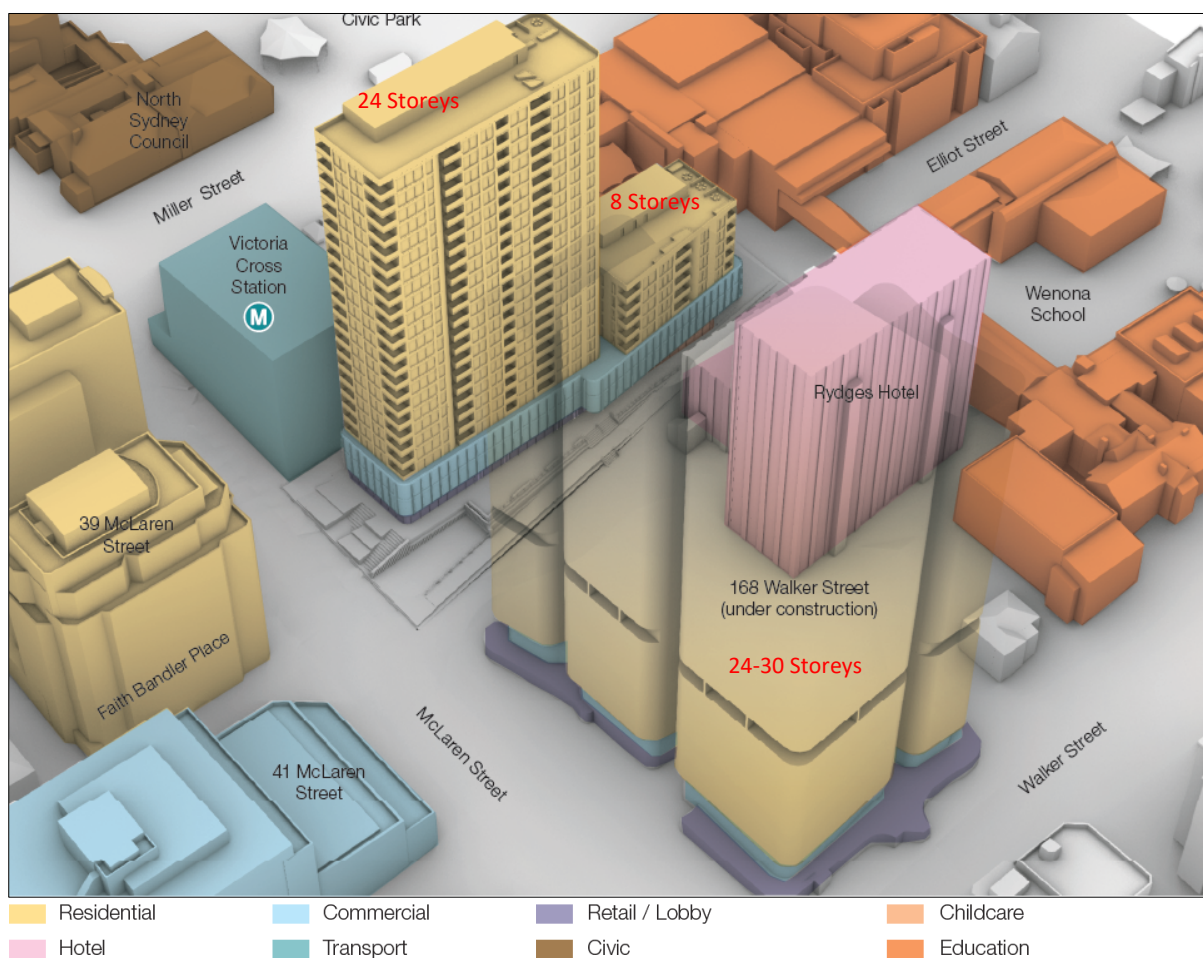 Civic Park
24 Storeys
North
Sydney
Council
Elliot Street
Miller Street
8 Storeys
Victoria
Cross
Station
M
Wenona
School
Rydges Hotel
39 McLaren
Street
168 Walker Street
(under construction)
24-30 Storeys
Faith Bandler Place
McLaren Street
41 McLaren
Street
Walker Street
Residential
Commercial
Retail / Lobby
Childcare
Hotel
Transport
Civic
Education